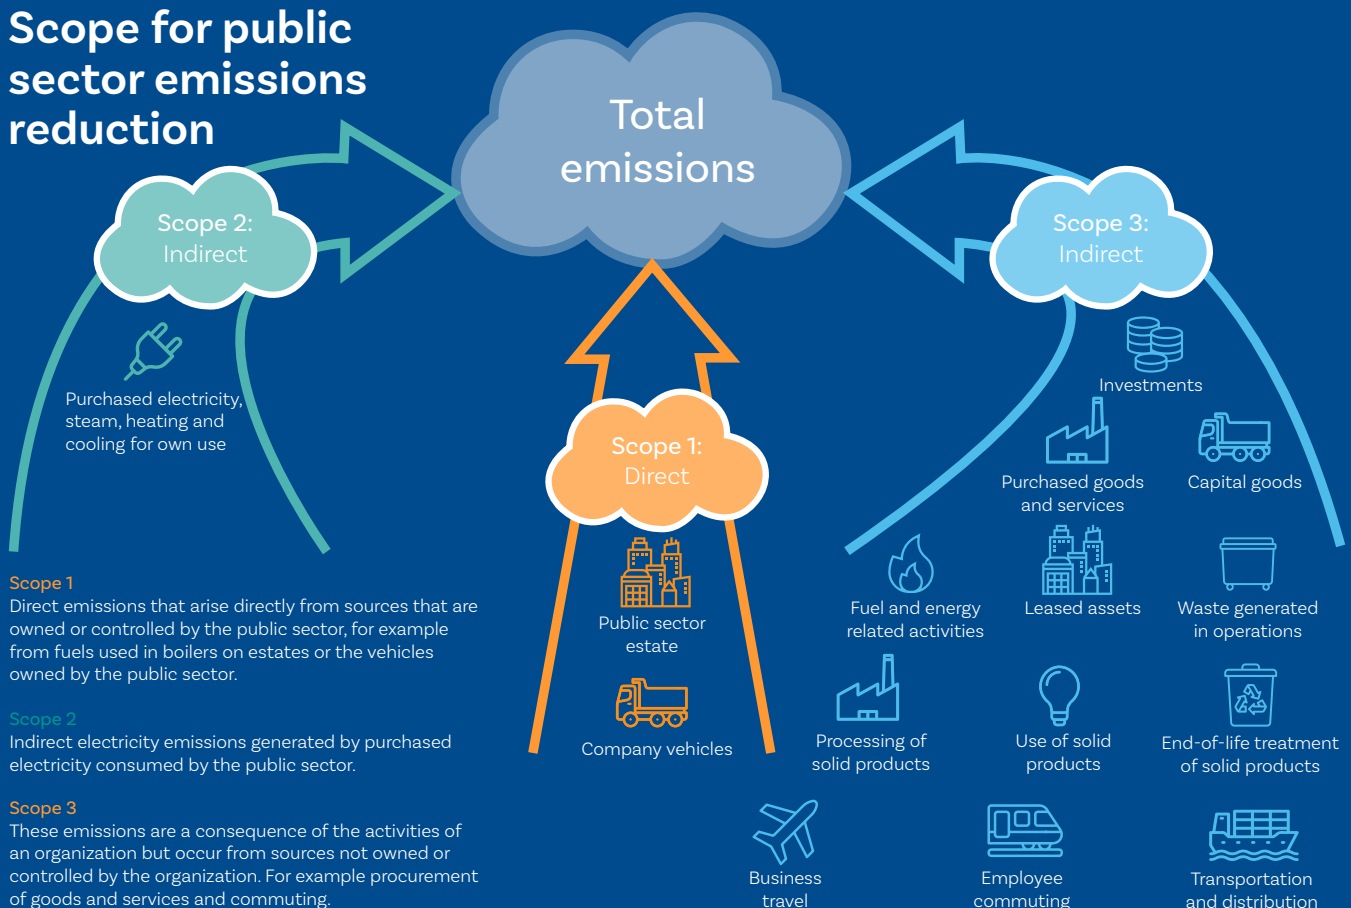 Scope for public
sector emissions
reduction
Total
emissions
Scope 2:
Indirect
Scope 3:
Indirect
Purchased electricity,
steam, heating and
cooling for own use
Scope 1:
Direct
Public sector
estate
Company vehicles
Investments
Purchased goods
and services
Capital goods
Fuel and energy
related activities
Leased assets
Waste generated
in operations
Processing of
solid products
Use of solid
products
End-of-life treatment
of solid products
Business
travel
Employee
commuting
Transportation
and distribution
Scope 1
Direct emissions that arise directly from sources that are
owned or controlled by the public sector, for example
from fuels used in boilers on estates or the vehicles
owned by the public sector.
Scope 2
Indirect electricity emissions generated by purchased
electricity consumed by the public sector.
Scope 3
These emissions are a consequence of the activities of
an organization but occur from sources not owned or
controlled by the organization. For example procurement
of goods and services and commuting.